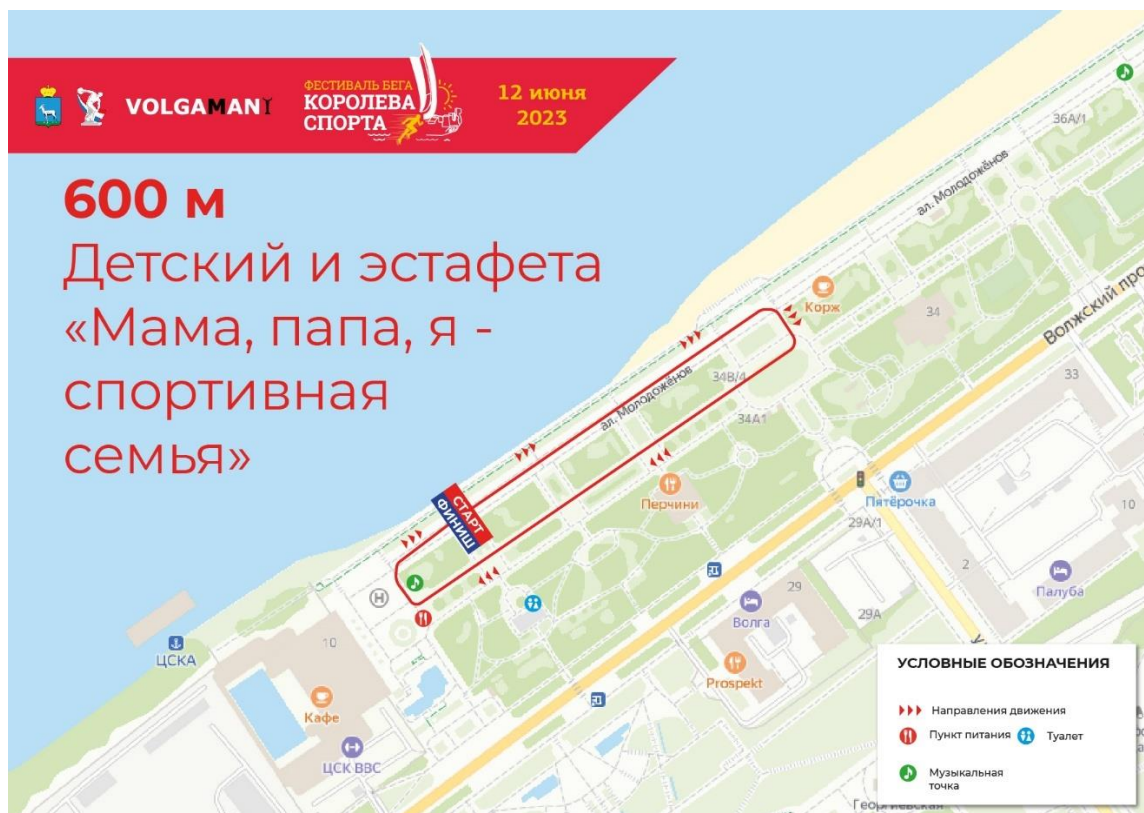 VOLGAMAN
ФЕСТИВАЛЬ БЕГА
КОРОЛЕВА
СПОРТА
12 июня
2023
600 м
Детский и эстафета
«Мама, папа, я -
спортивная
семья»
36А/1
ал. Молодожёнов
Корж
34
Волжский про
33
34В/4
ал. Молодожёнов
34А1
Перчини
СТАРТ
ФИНИШ
Пятёрочка
29А/1
10
2
Палуба
29
Волга
29А
H
10
ЦСКА
Prospekt
Кафе
ЦСК ВВС
УСЛОВНЫЕ ОБОЗНАЧЕНИЯ
Направления движения
Пункт питания
Туалет
Музыкальная
точка
Георгиевская